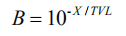 B = 10^{-X / TVL}